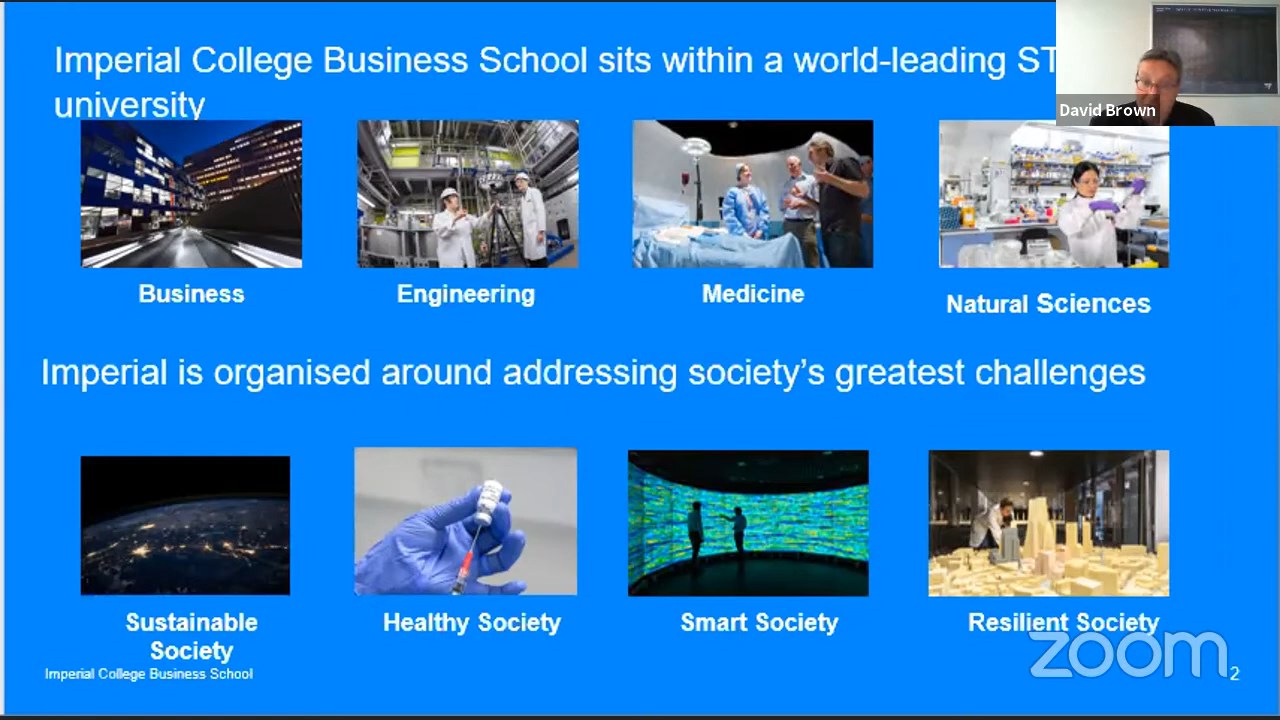 Imperial College Business School sits within a world-leading ST
university
David Brown
Business
Engineering
Medicine
Natural Sciences
Imperial is organised around addressing society's greatest challenges
Sustainable
Society
Healthy Society
Smart Society
Resilient Society
Imperial College Business School
zoom
2